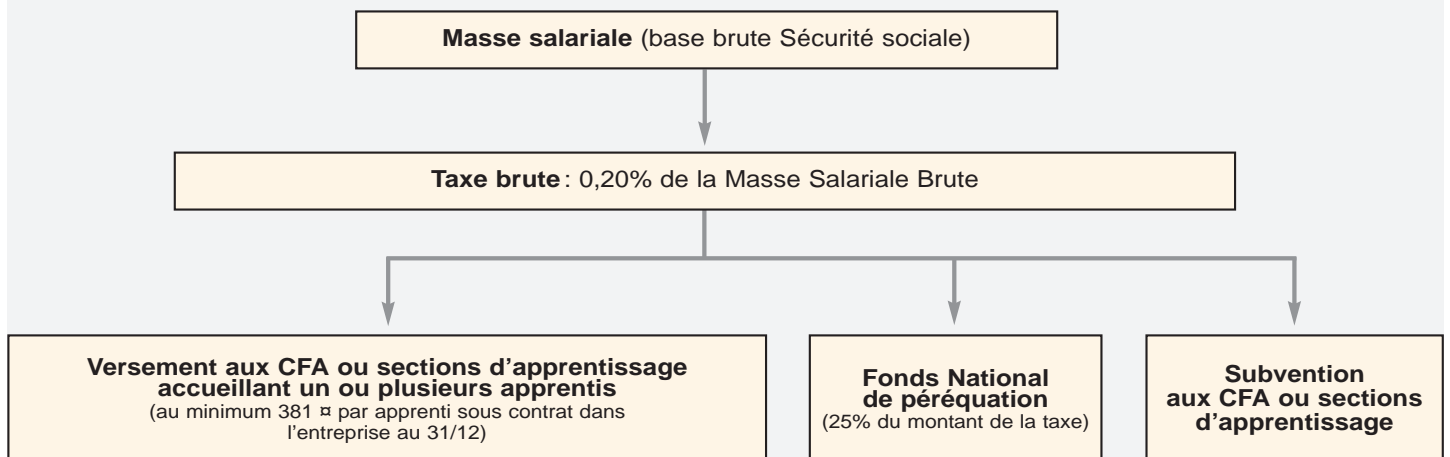 Masse salariale (base brute Sécurité sociale)
Taxe brute : 0,20% de la Masse Salariale Brute
Versement aux CFA ou sections d'apprentissage
accueillant un ou plusieurs apprentis
(au minimum 381 ¤ par apprenti sous contrat dans
l'entreprise au 31/12)
Fonds National
de péréquation
(25% du montant de la taxe)
Subvention
aux CFA ou sections
d'apprentissage